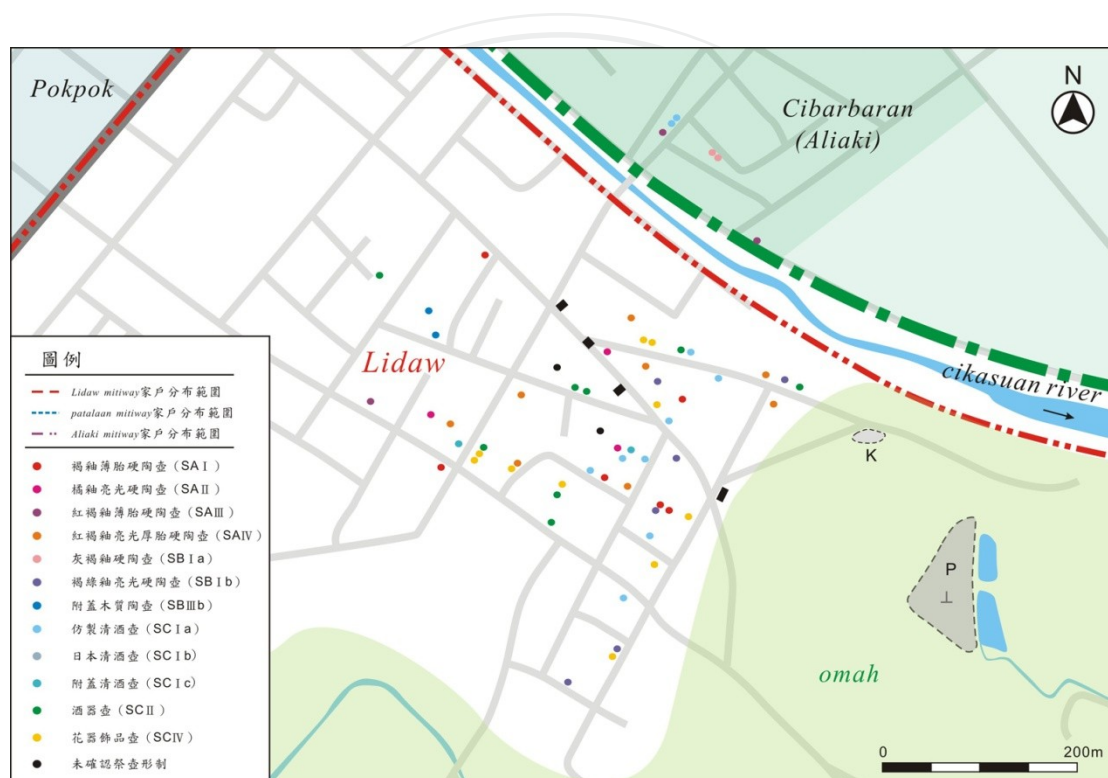 Pokpok
Cibarbaran
(Aliaki)
N
Lidaw
cikasuan river
K
P
⊥
omah
0 200m
圖例
Lidaw mitiway家戶分布範圍
patalaan mitiway家戶分布範圍
Aliaki mitiway家戶分布範圍
褐釉薄胎硬陶壺（SAⅠ）
橘釉亮光硬陶壺（SAⅡ）
紅褐釉薄胎硬陶壺（SAⅢ）
紅褐釉亮光厚胎硬陶壺（SAⅣ）
灰褐釉硬陶壺（SBⅠa）
褐綠釉亮光硬陶壺（SBⅠb）
附蓋木質陶壺（SBⅢb）
仿製清酒壺（SCⅠa）
日本清酒壺（SCⅠb）
附蓋清酒壺（SCⅠc）
酒器壺（SCⅡ）
花器飾品壺（SCⅣ）
未確認祭壺形制